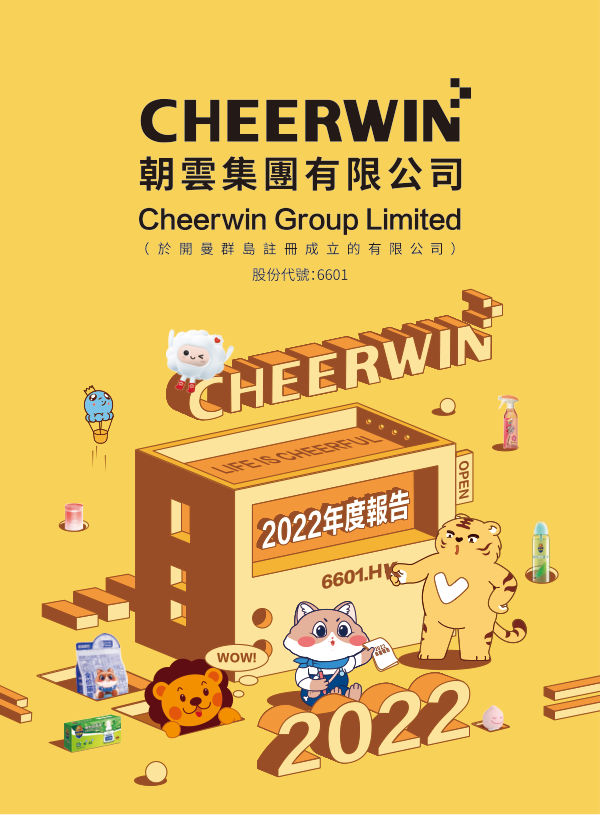 CHEERWIN
朝雲集團有限公司
Cheerwin Group Limited
（於開曼群島註冊成立的有限公司）
股份代號：6601
CHEERWIN
LIFE IS CHEERFUL
OPEN
2022年度報告
6601.HK
WOW!
2022